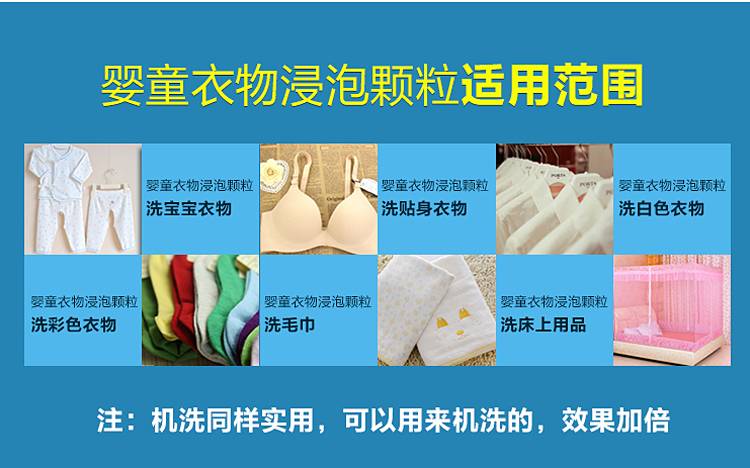 婴童衣物浸泡颗粒适用范围
婴童衣物浸泡颗粒
洗宝宝衣物
婴童衣物浸泡颗粒
洗贴身衣物
婴童衣物浸泡颗粒
洗白色衣物
婴童衣物浸泡颗粒
洗彩色衣物
婴童衣物浸泡颗粒
洗毛巾
婴童衣物浸泡颗粒
洗床上用品
注：机洗同样实用，可以用来机洗的，效果加倍